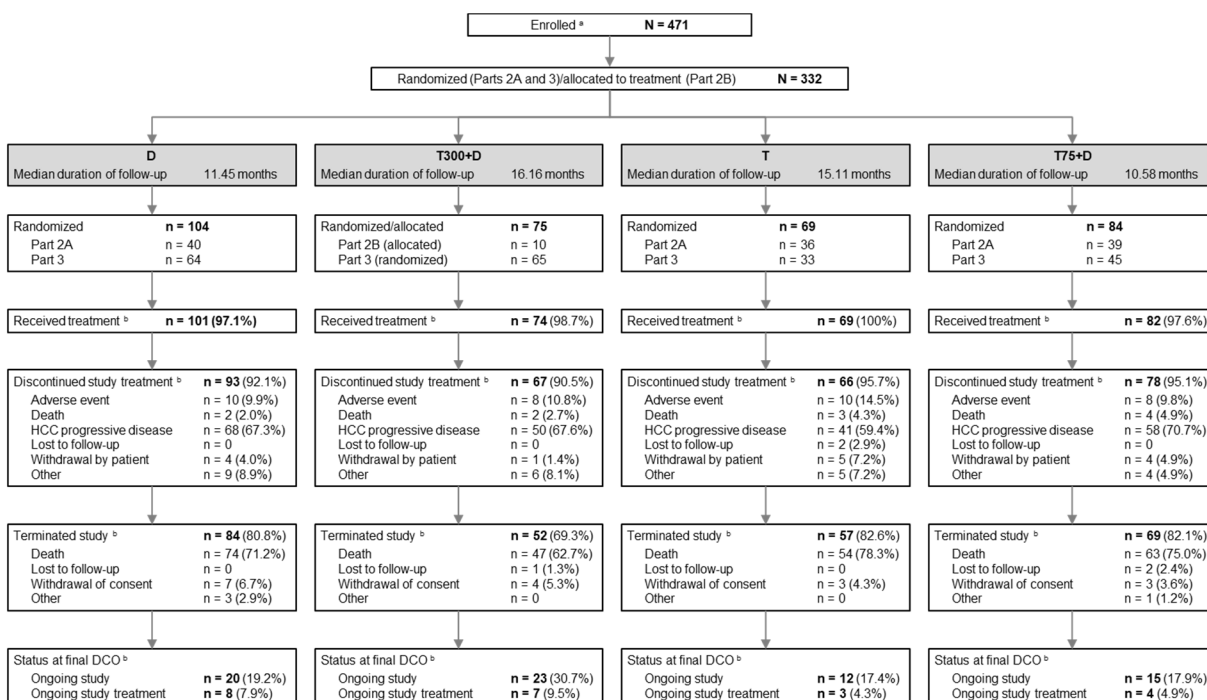 Enrolled ᵃ N = 471
Randomized (Parts 2A and 3)/allocated to treatment (Part 2B) N = 332
D
Median duration of follow-up 11.45 months
Randomized n = 104
Part 2A n = 40
Part 3 n = 64
Received treatment ᵇ n = 101 (97.1%)
Discontinued study treatment ᵇ n = 93 (92.1%)
Adverse event n = 10 (9.9%)
Death n = 2 (2.0%)
HCC progressive disease n = 68 (67.3%)
Lost to follow-up n = 0
Withdrawal by patient n = 4 (4.0%)
Other n = 9 (8.9%)
Terminated study ᵇ n = 84 (80.8%)
Death n = 74 (71.2%)
Lost to follow-up n = 0
Withdrawal of consent n = 7 (6.7%)
Other n = 3 (2.9%)
Status at final DCO ᵇ
Ongoing study n = 20 (19.2%)
Ongoing study treatment n = 8 (7.9%)
T300+D
Median duration of follow-up 16.16 months
Randomized/allocated n = 75
Part 2B (allocated) n = 10
Part 3 (randomized) n = 65
Received treatment ᵇ n = 74 (98.7%)
Discontinued study treatment ᵇ n = 67 (90.5%)
Adverse event n = 8 (10.8%)
Death n = 2 (2.7%)
HCC progressive disease n = 50 (67.6%)
Lost to follow-up n = 0
Withdrawal by patient n = 1 (1.4%)
Other n = 6 (8.1%)
Terminated study ᵇ n = 52 (69.3%)
Death n = 47 (62.7%)
Lost to follow-up n = 1 (1.3%)
Withdrawal of consent n = 4 (5.3%)
Other n = 0
Status at final DCO ᵇ
Ongoing study n = 23 (30.7%)
Ongoing study treatment n = 7 (9.5%)
T
Median duration of follow-up 15.11 months
Randomized n = 69
Part 2A n = 36
Part 3 n = 33
Received treatment ᵇ n = 69 (100%)
Discontinued study treatment ᵇ n = 66 (95.7%)
Adverse event n = 10 (14.5%)
Death n = 3 (4.3%)
HCC progressive disease n = 41 (59.4%)
Lost to follow-up n = 2 (2.9%)
Withdrawal by patient n = 5 (7.2%)
Other n = 5 (7.2%)
Terminated study ᵇ n = 57 (82.6%)
Death n = 54 (78.3%)
Lost to follow-up n = 0
Withdrawal of consent n = 3 (4.3%)
Other n = 0
Status at final DCO ᵇ
Ongoing study n = 12 (17.4%)
Ongoing study treatment n = 3 (4.3%)
T75+D
Median duration of follow-up 10.58 months
Randomized n = 84
Part 2A n = 39
Part 3 n = 45
Received treatment ᵇ n = 82 (97.6%)
Discontinued study treatment ᵇ n = 78 (95.1%)
Adverse event n = 8 (9.8%)
Death n = 4 (4.9%)
HCC progressive disease n = 58 (70.7%)
Lost to follow-up n = 0
Withdrawal by patient n = 4 (4.9%)
Other n = 4 (4.9%)
Terminated study ᵇ n = 69 (82.1%)
Death n = 63 (75.0%)
Lost to follow-up n = 2 (2.4%)
Withdrawal of consent n = 3 (3.6%)
Other n = 1 (1.2%)
Status at final DCO ᵇ
Ongoing study n = 15 (17.9%)
Ongoing study treatment n = 4 (4.9%)